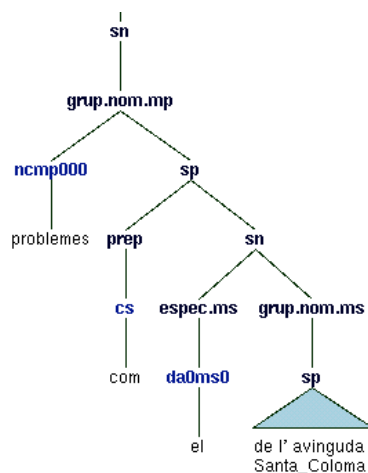 sn
grup.nom.mp
ncmp000 sp
problemes prep sn
cs espec.ms grup.nom.ms
com da0ms0 sp
el de l' avinguda
Santa_Coloma